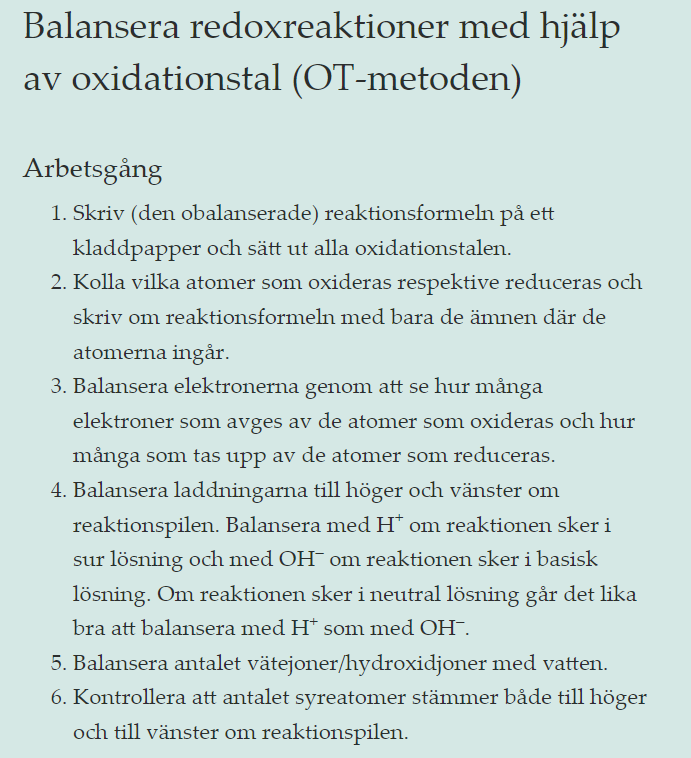 Balansera redoxreaktioner med hjälp
av oxidationstal (OT-metoden)
Arbetsgång
1. Skriv (den obalanserade) reaktionsformeln på ett
kladdpapper och sätt ut alla oxidationstalen.
2. Kolla vilka atomer som oxideras respektive reduceras och
skriv om reaktionsformeln med bara de ämnen där de
atomerna ingår.
3. Balansera elektronerna genom att se hur många
elektroner som avges av de atomer som oxideras och hur
många som tas upp av de atomer som reduceras.
4. Balansera laddningarna till höger och vänster om
reaktionspilen. Balansera med H⁺ om reaktionen sker i
sur lösning och med OH⁻ om reaktionen sker i basisk
lösning. Om reaktionen sker i neutral lösning går det lika
bra att balansera med H⁺ som med OH⁻.
5. Balansera antalet vätejoner/hydroxidjoner med vatten.
6. Kontrollera att antalet syreatomer stämmer både till höger
och till vänster om reaktionspilen.